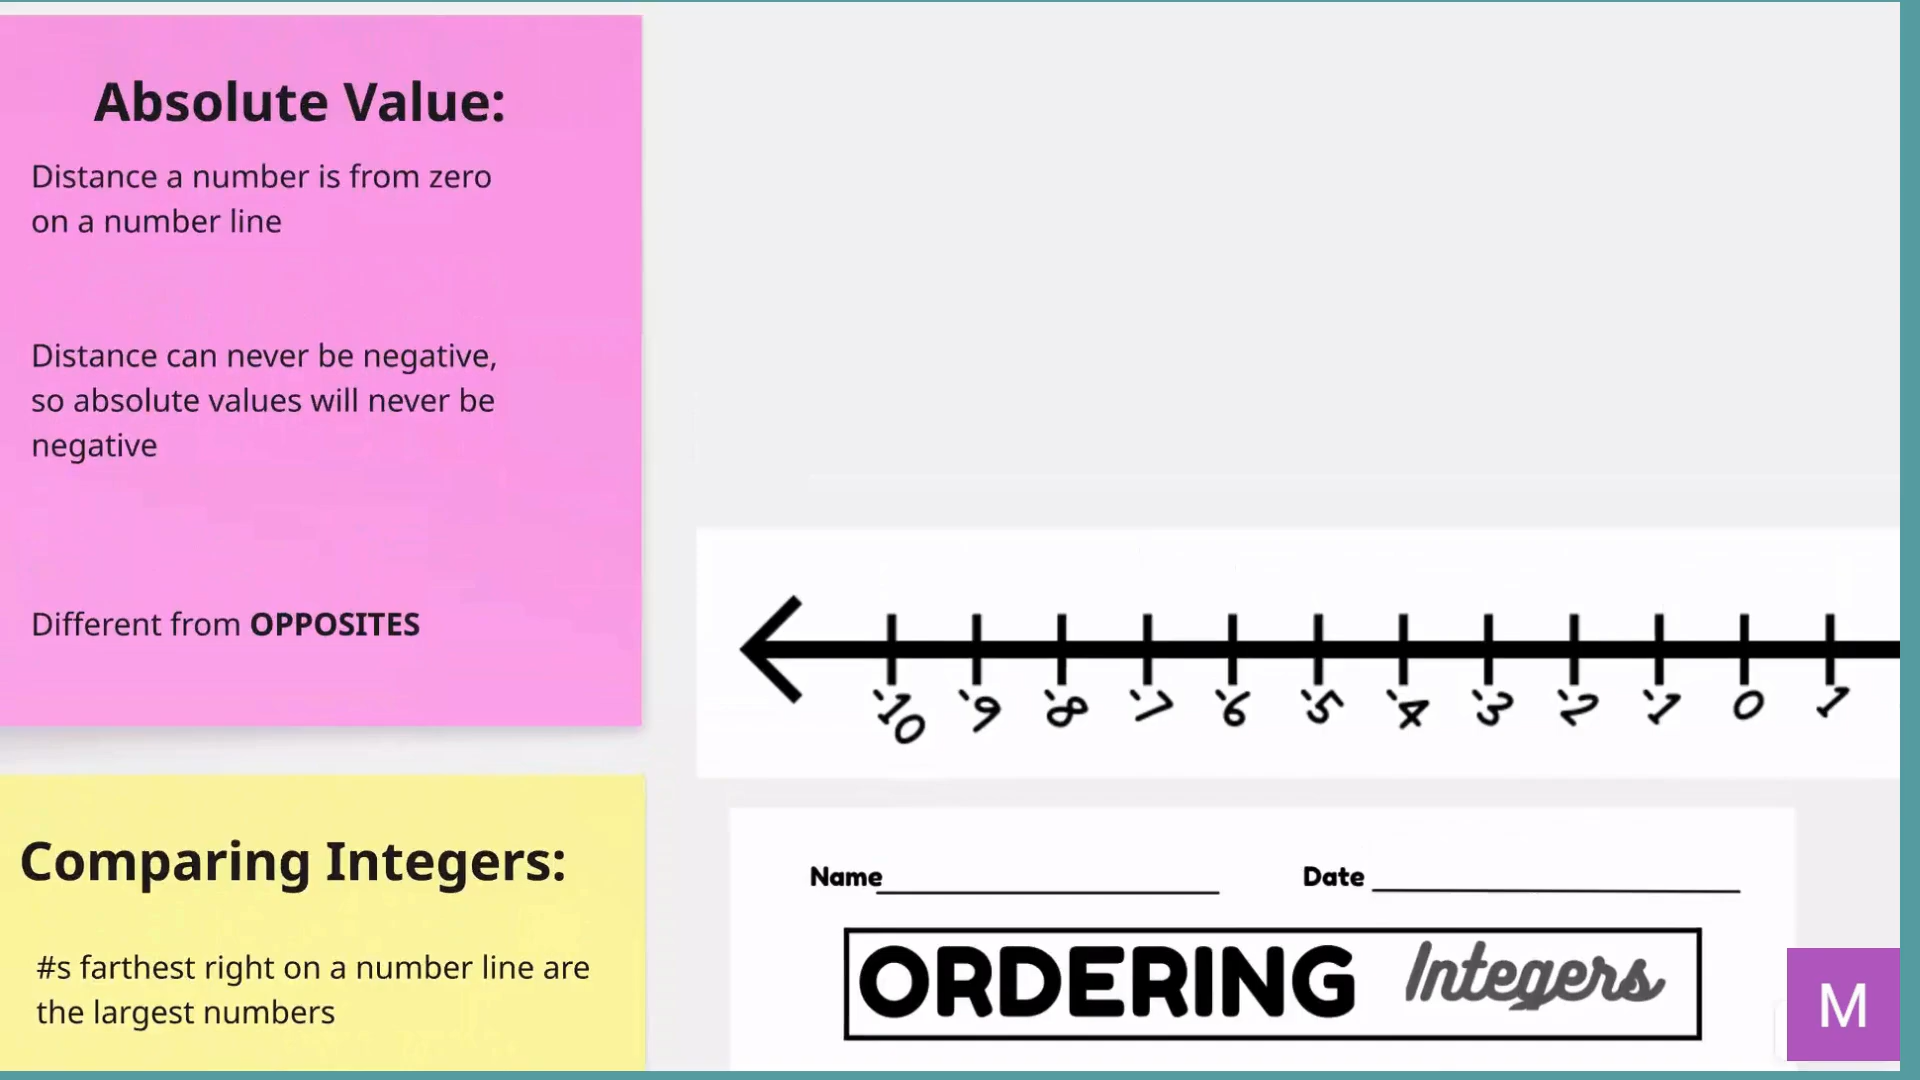 Absolute Value:
Distance a number is from zero
on a number line
Distance can never be negative,
so absolute values will never be
negative
Different from OPPOSITES
Comparing Integers:
#s farthest right on a number line are
the largest numbers
-10 -9 -8 -7 -6 -5 -4 -3 -2 -1 0 1
Name Date
ORDERING Integers
M